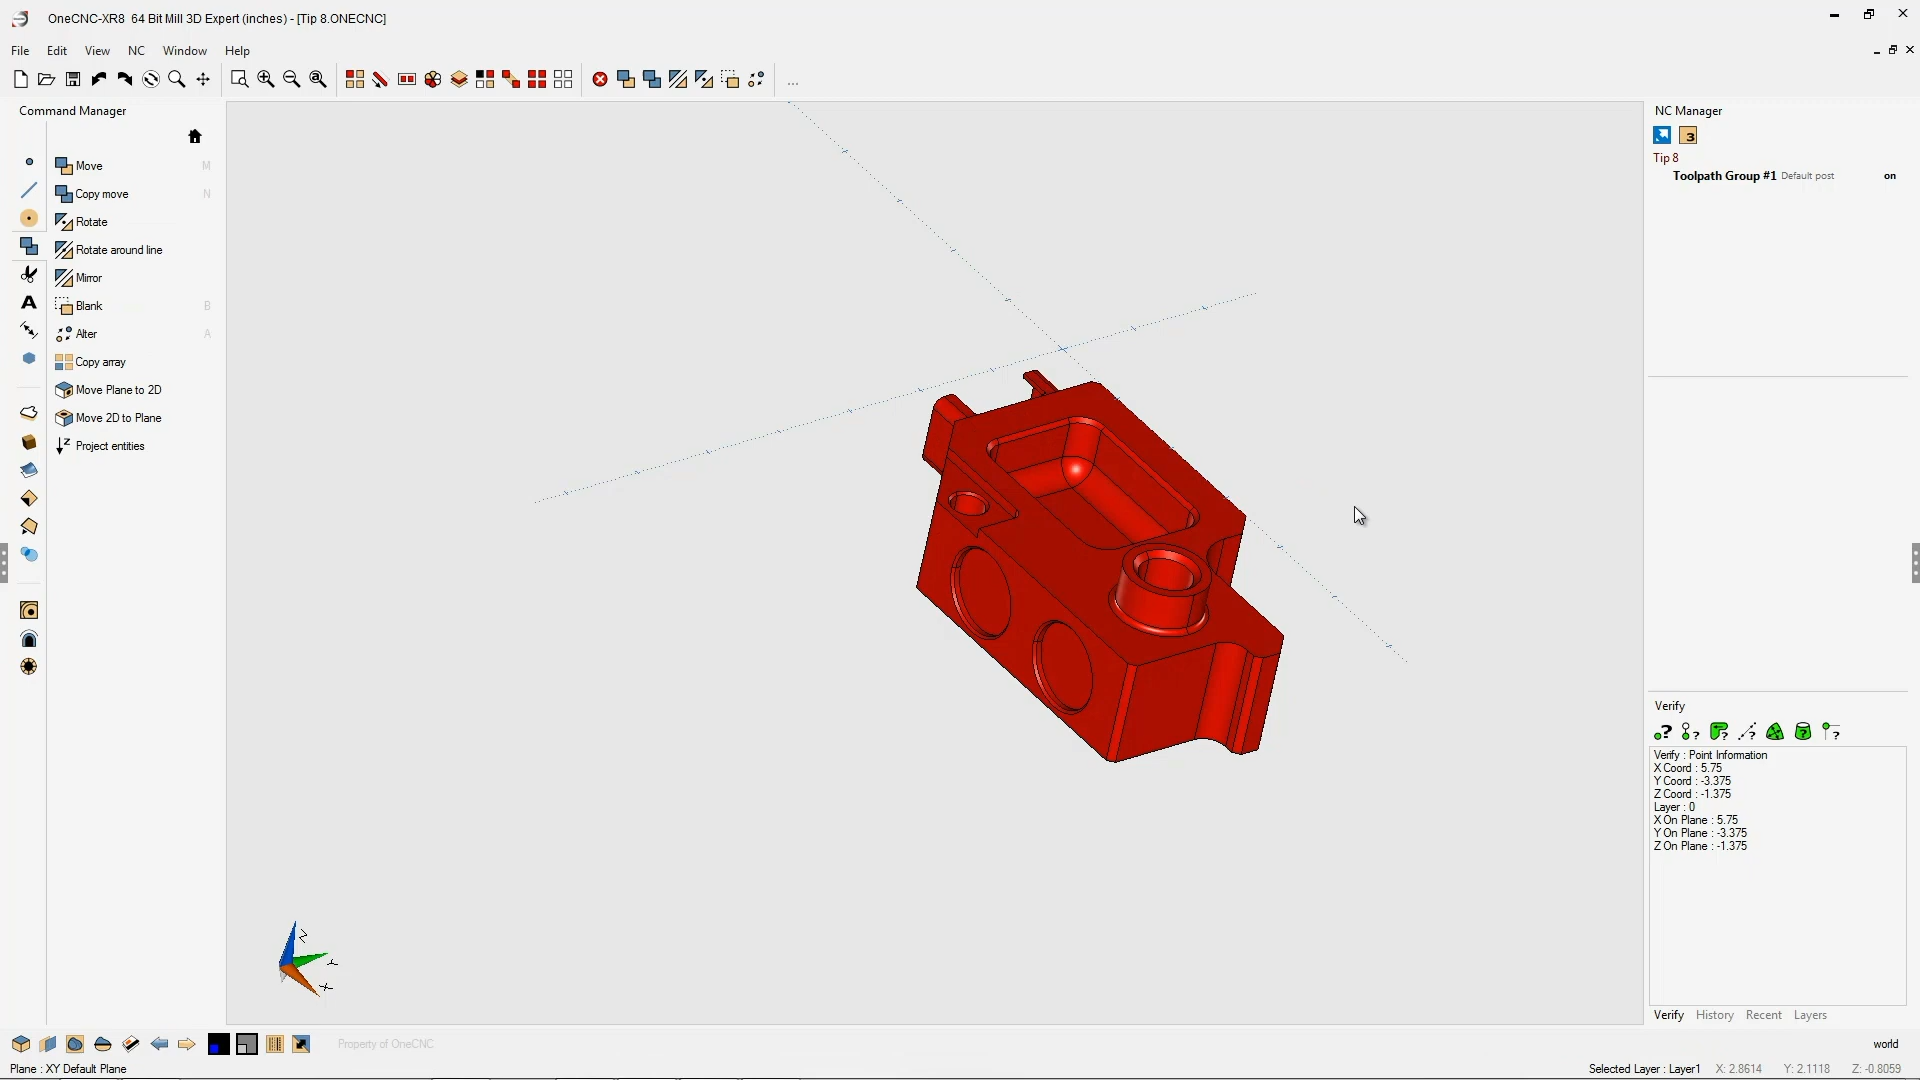 OneCNC-XR8 64 Bit Mill 3D Expert (inches) - [Tip 8.ONECNC]
File Edit View NC Window Help
...
Command Manager
Move M
Copy move N
Rotate
Rotate around line
Mirror
Blank B
Alter A
Copy array
Move Plane to 2D
Move 2D to Plane
Project entities
A
Z
Y
X
NC Manager
3
Tip 8
Toolpath Group #1 Default post on
Verify
Verify : Point Information
X Coord : 5.75
Y Coord : -3.375
Z Coord : -1.375
Layer : 0
X On Plane : 5.75
Y On Plane : -3.375
Z On Plane : -1.375
Verify History Recent Layers
Property of OneCNC
world
Plane : XY Default Plane
Selected Layer : Layer1 X: 2.8614 Y: 2.1118 Z: -0.8059